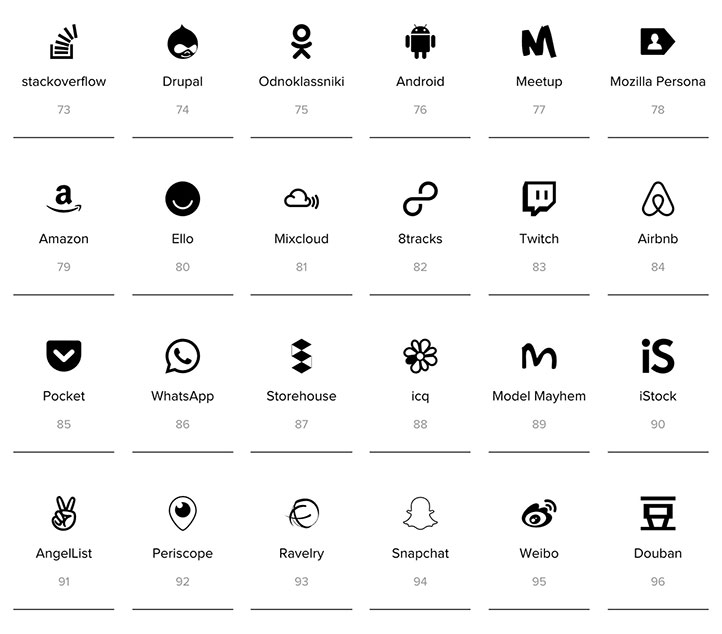 stackoverflow Drupal Odnoklassniki Android Meetup Mozilla Persona
73 74 75 76 77 78
a
Amazon Ello Mixcloud 8tracks Twitch Airbnb
79 80 81 82 83 84
iS
Pocket WhatsApp Storehouse icq Model Mayhem iStock
85 86 87 88 89 90
豆
AngelList Periscope Ravelry Snapchat Weibo Douban
91 92 93 94 95 96